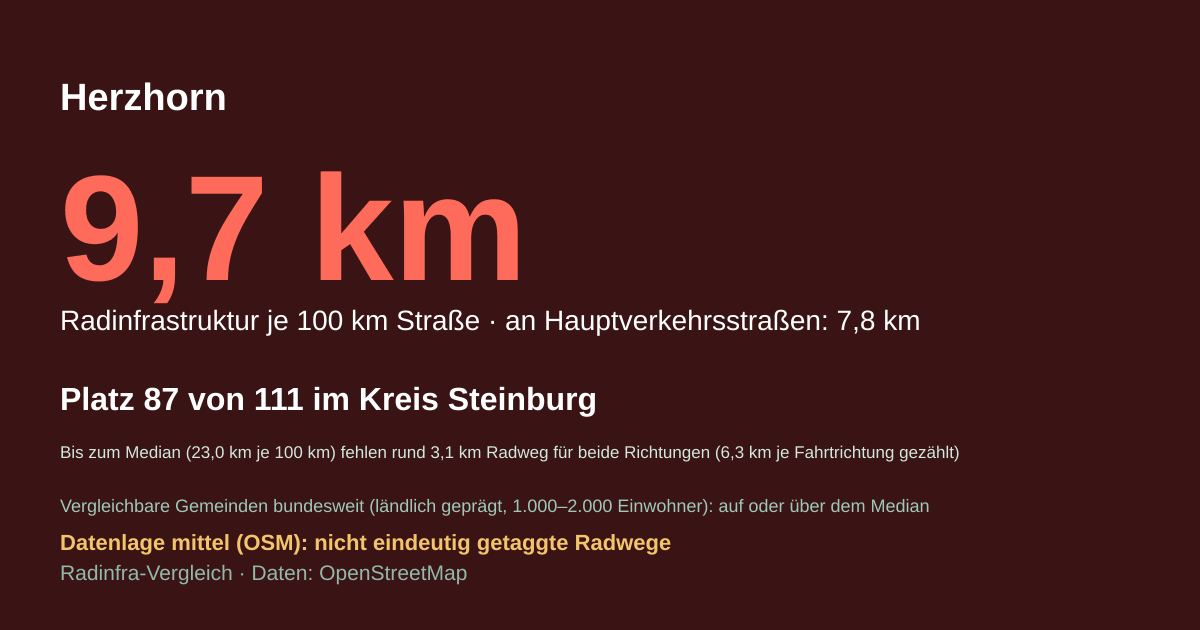 Herzhorn
9,7 km
Radinfrastruktur je 100 km Straße · an Hauptverkehrsstraßen: 7,8 km
Platz 87 von 111 im Kreis Steinburg
Bis zum Median (23,0 km je 100 km) fehlen rund 3,1 km Radweg für beide Richtungen (6,3 km je Fahrtrichtung gezählt)
Vergleichbare Gemeinden bundesweit (ländlich geprägt, 1.000–2.000 Einwohner): auf oder über dem Median
Datenlage mittel (OSM): nicht eindeutig getaggte Radwege
Radinfra-Vergleich · Daten: OpenStreetMap